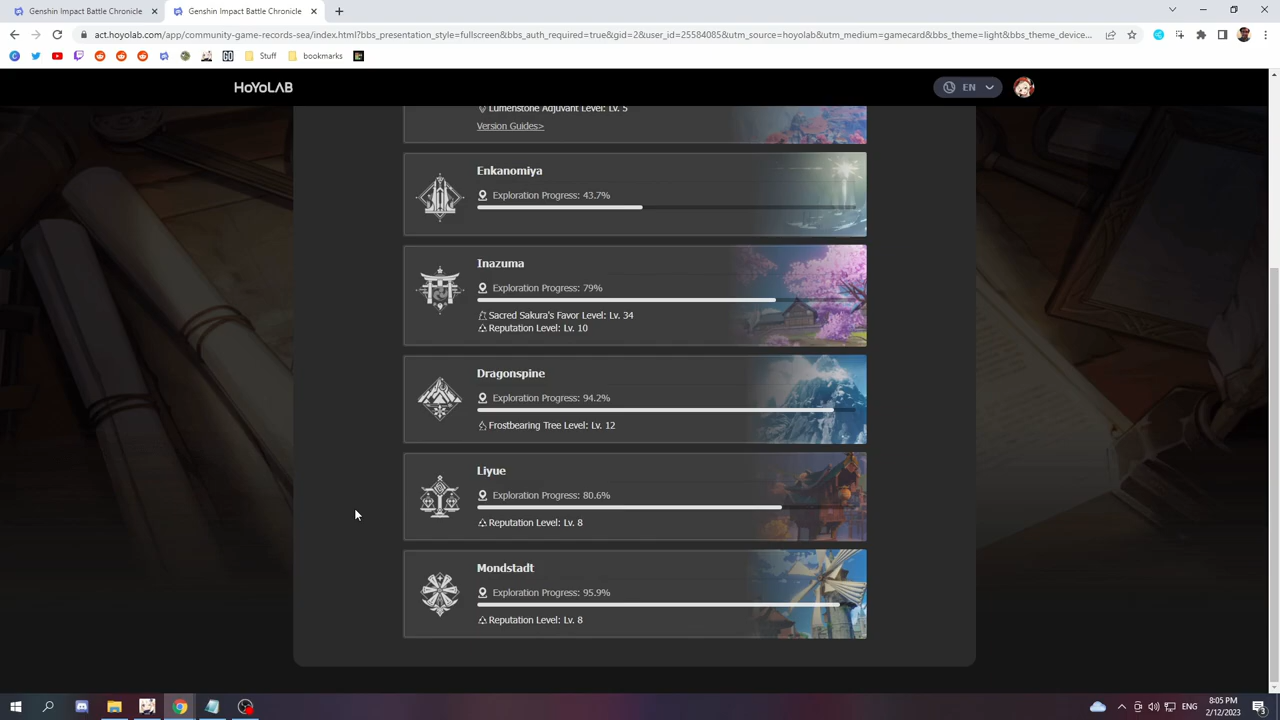 Genshin Impact Battle Chronicle
Genshin Impact Battle Chronicle
act.hoyolab.com/app/community-game-records-sea/index.html?bbs_presentation_style=fullscreen&bbs_auth_required=true&gid=2&user_id=25584085&utm_source=hoyolab&utm_medium=gamecard&bbs_theme=light&bbs_theme_device...
Stuff
bookmarks
HoYoLAB
EN
Lumenstone Adjuvant Level: Lv. 5
Version Guides>
Enkanomiya
Exploration Progress: 43.7%
Inazuma
Exploration Progress: 79%
Sacred Sakura's Favor Level: Lv. 34
Reputation Level: Lv. 10
Dragonspine
Exploration Progress: 94.2%
Frostbearing Tree Level: Lv. 12
Liyue
Exploration Progress: 80.6%
Reputation Level: Lv. 8
Mondstadt
Exploration Progress: 95.9%
Reputation Level: Lv. 8
ENG
8:05 PM
2/12/2023